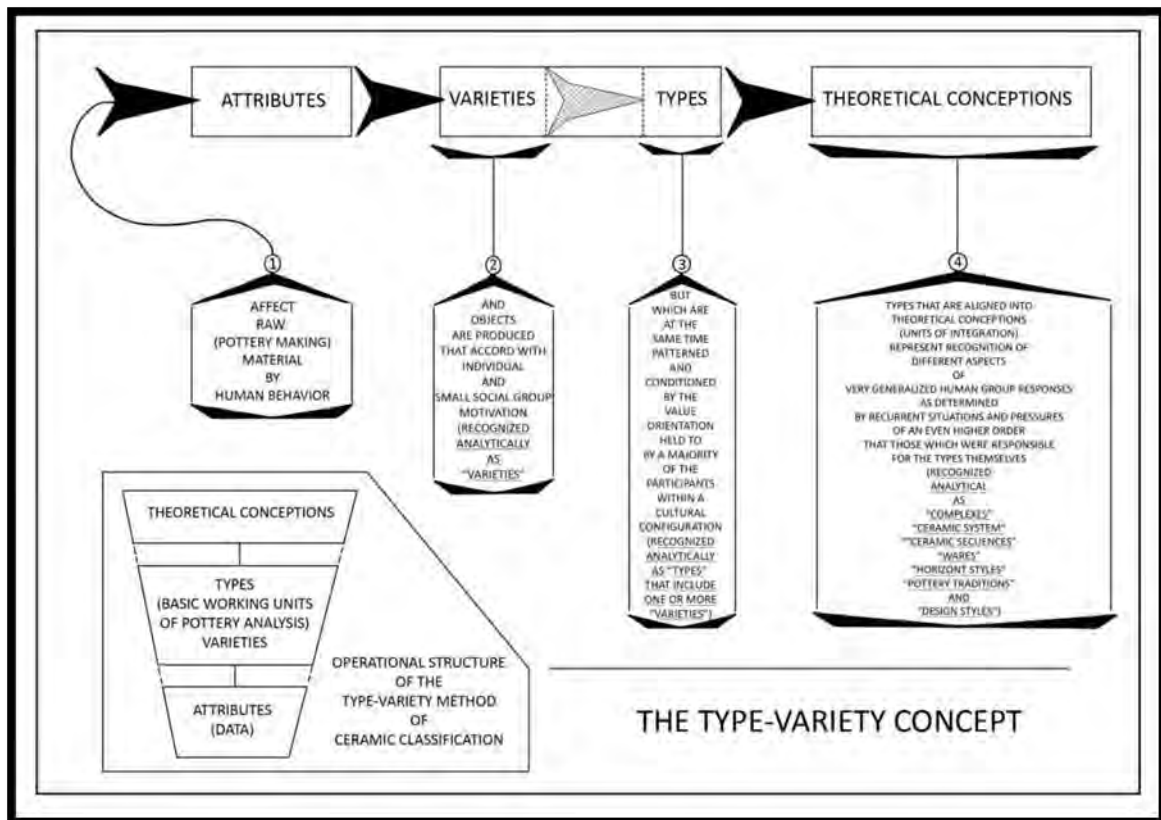 ATTRIBUTES
VARIETIES
TYPES
THEORETICAL CONCEPTIONS
1
AFFECT
RAW
(POTTERY MAKING)
MATERIAL
BY
HUMAN BEHAVIOR
2
AND
OBJECTS
ARE PRODUCED
THAT ACCORD WITH
INDIVIDUAL
AND
SMALL SOCIAL GROUP
MOTIVATION
(RECOGNIZED
ANALYTICALLY
AS
"VARIETIES"
3
BUT
WHICH ARE
AT THE
SAME TIME
PATTERNED
AND
CONDITIONED
BY THE
VALUE
ORIENTATION
HELD TO
BY A MAJORITY
OF THE
PARTICIPANTS
WITHIN A
CULTURAL
CONFIGURATION
(RECOGNIZED
ANALYTICALLY
AS "TYPES"
THAT INCLUDE
ONE OR MORE
"VARIETIES")
4
TYPES THAT ARE ALIGNED INTO
THEORETICAL CONCEPTIONS
(UNITS OF INTEGRATION)
REPRESENT RECOGNITION OF
DIFFERENT ASPECTS
OF
VERY GENERALIZED HUMAN GROUP RESPONSES
AS DETERMINED
BY RECURRENT SITUATIONS AND PRESSURES
OF AN EVEN HIGHER ORDER
THAT THOSE WHICH WERE RESPONSIBLE
FOR THE TYPES THEMSELVES
(RECOGNIZED
ANALYTICAL
AS
"COMPLEXES"
"CERAMIC SYSTEM"
""CERAMIC SECUENCES"
"WARES"
"HORIZONT STYLES"
"POTTERY TRADITIONS"
AND
"DESIGN STYLES")
THEORETICAL CONCEPTIONS
TYPES
(BASIC WORKING UNITS
OF POTTERY ANALYSIS)
VARIETIES
ATTRIBUTES
(DATA)
OPERATIONAL STRUCTURE
OF THE
TYPE-VARIETY METHOD
OF
CERAMIC CLASSIFICATION
THE TYPE-VARIETY CONCEPT